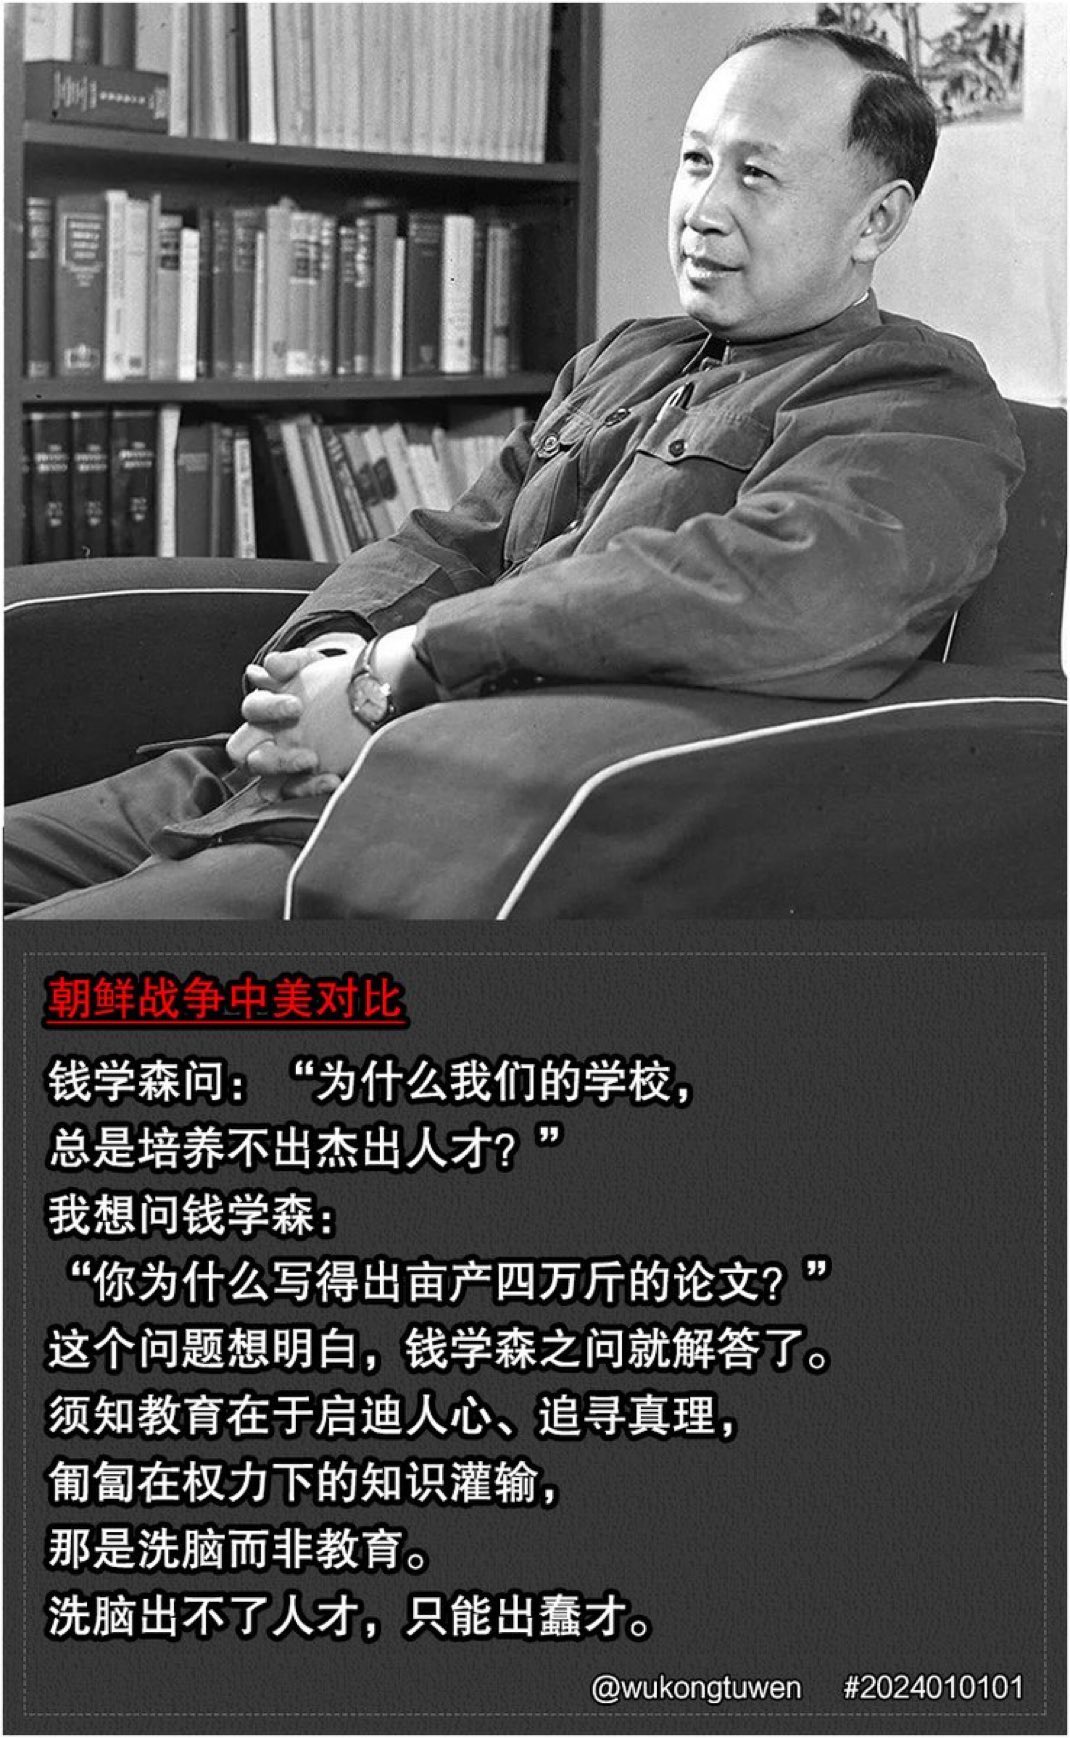 朝鲜战争中美对比
钱学森问：“为什么我们的学校，
总是培养不出杰出人才？”
我想问钱学森：
“你为什么写得出亩产四万斤的论文？”
这个问题想明白，钱学森之问就解答了。
须知教育在于启迪人心、追寻真理，
匍匐在权力下的知识灌输，
那是洗脑而非教育。
洗脑出不了人才，只能出蠢才。
@wukongtuwen #2024010101